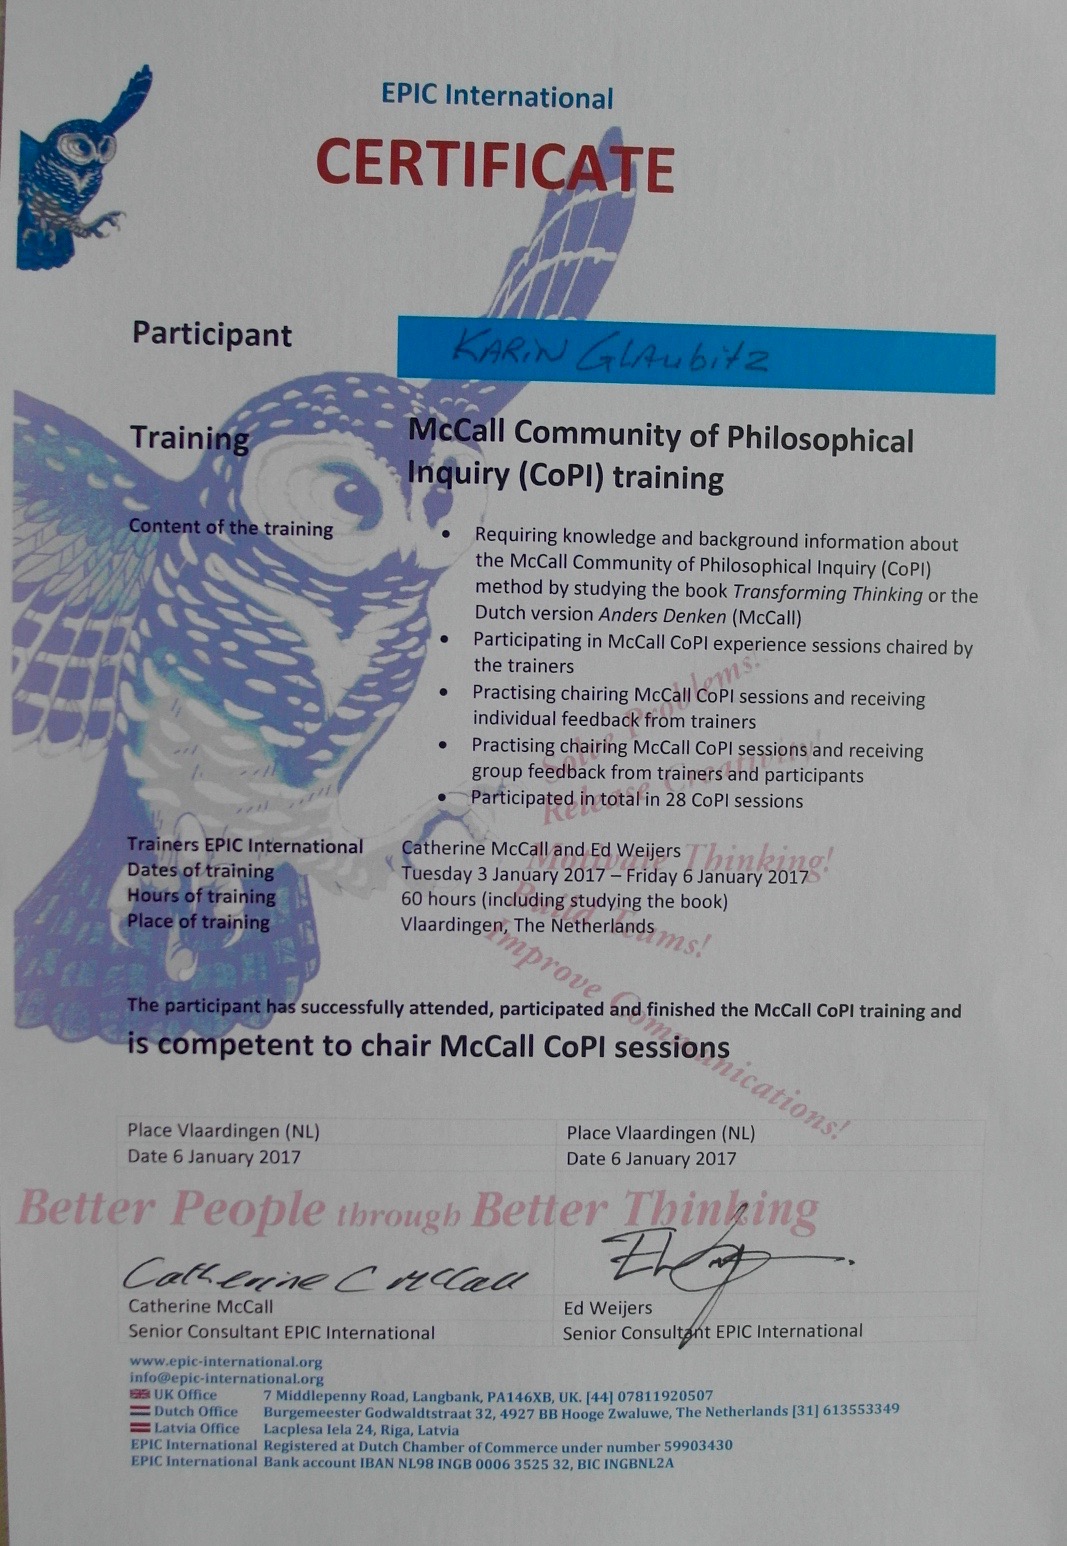 EPIC International
CERTIFICATE
Participant
KARIN GLAubitz
Training
McCall Community of Philosophical
Inquiry (CoPI) training
Content of the training
• Requiring knowledge and background information about
the McCall Community of Philosophical Inquiry (CoPI)
method by studying the book Transforming Thinking or the
Dutch version Anders Denken (McCall)
• Participating in McCall CoPI experience sessions chaired by
the trainers
• Practising chairing McCall CoPI sessions and receiving
individual feedback from trainers
• Practising chairing McCall CoPI sessions and receiving
group feedback from trainers and participants
• Participated in total in 28 CoPI sessions
Solve Problems!
Release Creativity!
Motivate Thinking!
Build Teams!
Improve Communications!
Trainers EPIC International Catherine McCall and Ed Weijers
Dates of training Tuesday 3 January 2017 – Friday 6 January 2017
Hours of training 60 hours (including studying the book)
Place of training Vlaardingen, The Netherlands
The participant has successfully attended, participated and finished the McCall CoPI training and
is competent to chair McCall CoPI sessions
Place Vlaardingen (NL)
Date 6 January 2017
Place Vlaardingen (NL)
Date 6 January 2017
Better People through Better Thinking
Catherine C McCall
Catherine McCall
Senior Consultant EPIC International
Ed Weijers
Senior Consultant EPIC International
www.epic-international.org
info@epic-international.org
UK Office 7 Middlepenny Road, Langbank, PA146XB, UK. [44] 07811920507
Dutch Office Burgemeester Godwaldtstraat 32, 4927 BB Hooge Zwaluwe, The Netherlands [31] 613553349
Latvia Office Lacplesa Iela 24, Riga, Latvia
EPIC International Registered at Dutch Chamber of Commerce under number 59903430
EPIC International Bank account IBAN NL98 INGB 0006 3525 32, BIC INGBNL2A